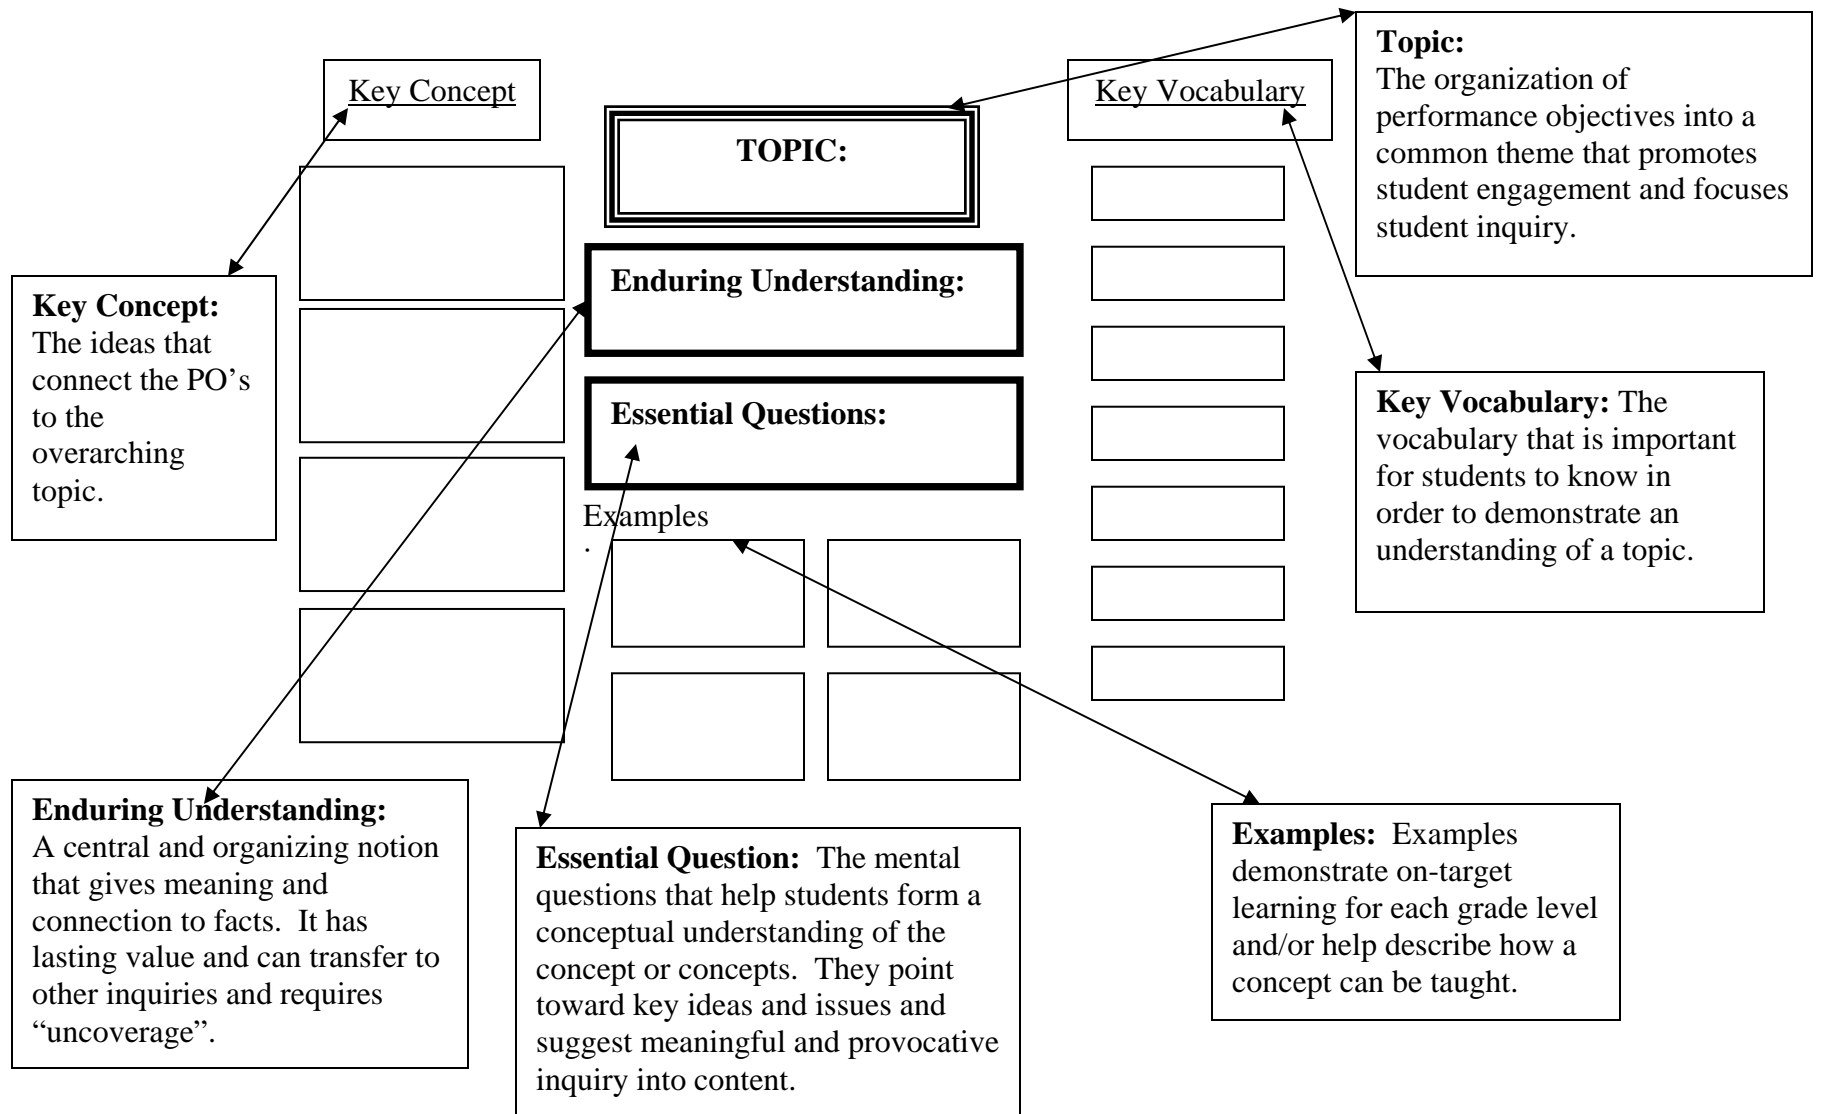 Key Concept
TOPIC:
Key Vocabulary
Topic:
The organization of
performance objectives into a
common theme that promotes
student engagement and focuses
student inquiry.
Enduring Understanding:
Key Concept:
The ideas that
connect the PO’s
to the
overarching
topic.
Essential Questions:
Key Vocabulary: The
vocabulary that is important
for students to know in
order to demonstrate an
understanding of a topic.
Examples
.
Enduring Understanding:
A central and organizing notion
that gives meaning and
connection to facts.  It has
lasting value and can transfer to
other inquiries and requires
“uncoverage”.
Essential Question:  The mental
questions that help students form a
conceptual understanding of the
concept or concepts.  They point
toward key ideas and issues and
suggest meaningful and provocative
inquiry into content.
Examples:  Examples
demonstrate on-target
learning for each grade level
and/or help describe how a
concept can be taught.